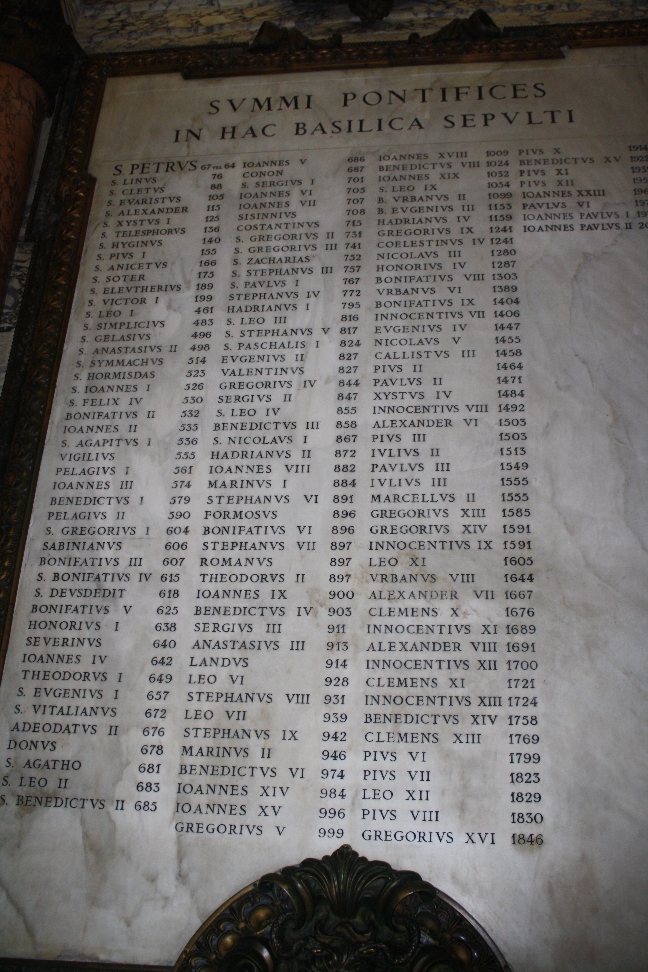 SVMMI PONTIFICES
IN HAC BASILICA SEPVLTI
S. PETRVS 67 vel 64
S. LINVS 76
S. CLETVS 88
S. EVARISTVS 105
S. ALEXANDER 115
S. XYSTVS I 125
S. TELESPHORVS 136
S. HYGINVS 140
S. PIVS I 155
S. ANICETVS 166
S. SOTER 175
S. ELEVTHERIVS 189
S. VICTOR I 199
S. LEO I 461
S. SIMPLICIVS 483
S. GELASIVS 496
S. ANASTASIVS II 498
S. SYMMACHVS 514
S. HORMISDAS 523
S. IOANNES I 526
S. FELIX IV 530
BONIFATIVS II 532
IOANNES II 535
S. AGAPITVS I 536
VIGILIVS 555
PELAGIVS I 561
IOANNES III 574
BENEDICTVS I 579
PELAGIVS II 590
S. GREGORIVS I 604
SABINIANVS 606
BONIFATIVS III 607
S. BONIFATIVS IV 615
S. DEVSDEDIT 618
BONIFATIVS V 625
HONORIVS I 638
SEVERINVS 640
IOANNES IV 642
THEODORVS I 649
S. EVGENIVS I 657
S. VITALIANVS 672
ADEODATVS II 676
DONVS 678
S. AGATHO 681
S. LEO II 683
S. BENEDICTVS II 685
IOANNES V 686
CONON 687
S. SERGIVS I 701
IOANNES VI 705
IOANNES VII 707
SISINNIVS 708
COSTANTINVS 715
S. GREGORIVS II 731
S. GREGORIVS III 741
S. ZACHARIAS 752
S. STEPHANVS III 757
S. PAVLVS I 767
STEPHANVS IV 772
HADRIANVS I 795
S. LEO III 816
S. STEPHANVS V 817
S. PASCHALIS I 824
EVGENIVS II 827
VALENTINVS 827
GREGORIVS IV 844
SERGIVS II 847
S. LEO IV 855
BENEDICTVS III 858
S. NICOLAVS I 867
HADRIANVS II 872
IOANNES VIII 882
MARINVS I 884
STEPHANVS VI 891
FORMOSVS 896
BONIFATIVS VI 896
STEPHANVS VII 897
ROMANVS 897
THEODORVS II 897
IOANNES IX 900
BENEDICTVS IV 903
SERGIVS III 911
ANASTASIVS III 913
LANDVS 914
LEO VI 928
STEPHANVS VIII 931
LEO VII 939
STEPHANVS IX 942
MARINVS II 946
BENEDICTVS VI 974
IOANNES XIV 984
IOANNES XV 996
GREGORIVS V 999
IOANNES XVIII 1009
BENEDICTVS VIII 1024
IOANNES XIX 1032
S. LEO IX 1054
B. VRBANVS II 1099
B. EVGENIVS III 1153
HADRIANVS IV 1159
GREGORIVS IX 1241
COELESTINVS IV 1241
NICOLAVS III 1280
HONORIVS IV 1287
BONIFATIVS VIII 1303
VRBANVS VI 1389
BONIFATIVS IX 1404
INNOCENTIVS VII 1406
EVGENIVS IV 1447
NICOLAVS V 1455
CALLISTVS III 1458
PIVS II 1464
PAVLVS II 1471
XYSTVS IV 1484
INNOCENTIVS VIII 1492
ALEXANDER VI 1503
PIVS III 1503
IVLIVS II 1513
PAVLVS III 1549
IVLIVS III 1555
MARCELLVS II 1555
GREGORIVS XIII 1585
GREGORIVS XIV 1591
INNOCENTIVS IX 1591
LEO XI 1605
VRBANVS VIII 1644
ALEXANDER VII 1667
CLEMENS X 1676
INNOCENTIVS XI 1689
ALEXANDER VIII 1691
INNOCENTIVS XII 1700
CLEMENS XI 1721
INNOCENTIVS XIII 1724
BENEDICTVS XIV 1758
CLEMENS XIII 1769
PIVS VI 1799
PIVS VII 1823
LEO XII 1829
PIVS VIII 1830
GREGORIVS XVI 1846
PIVS X 1914
BENEDICTVS XV
PIVS XI
PIVS XII
IOANNES XXIII
PAVLVS VI
IOANNES PAVLVS I
IOANNES PAVLVS II